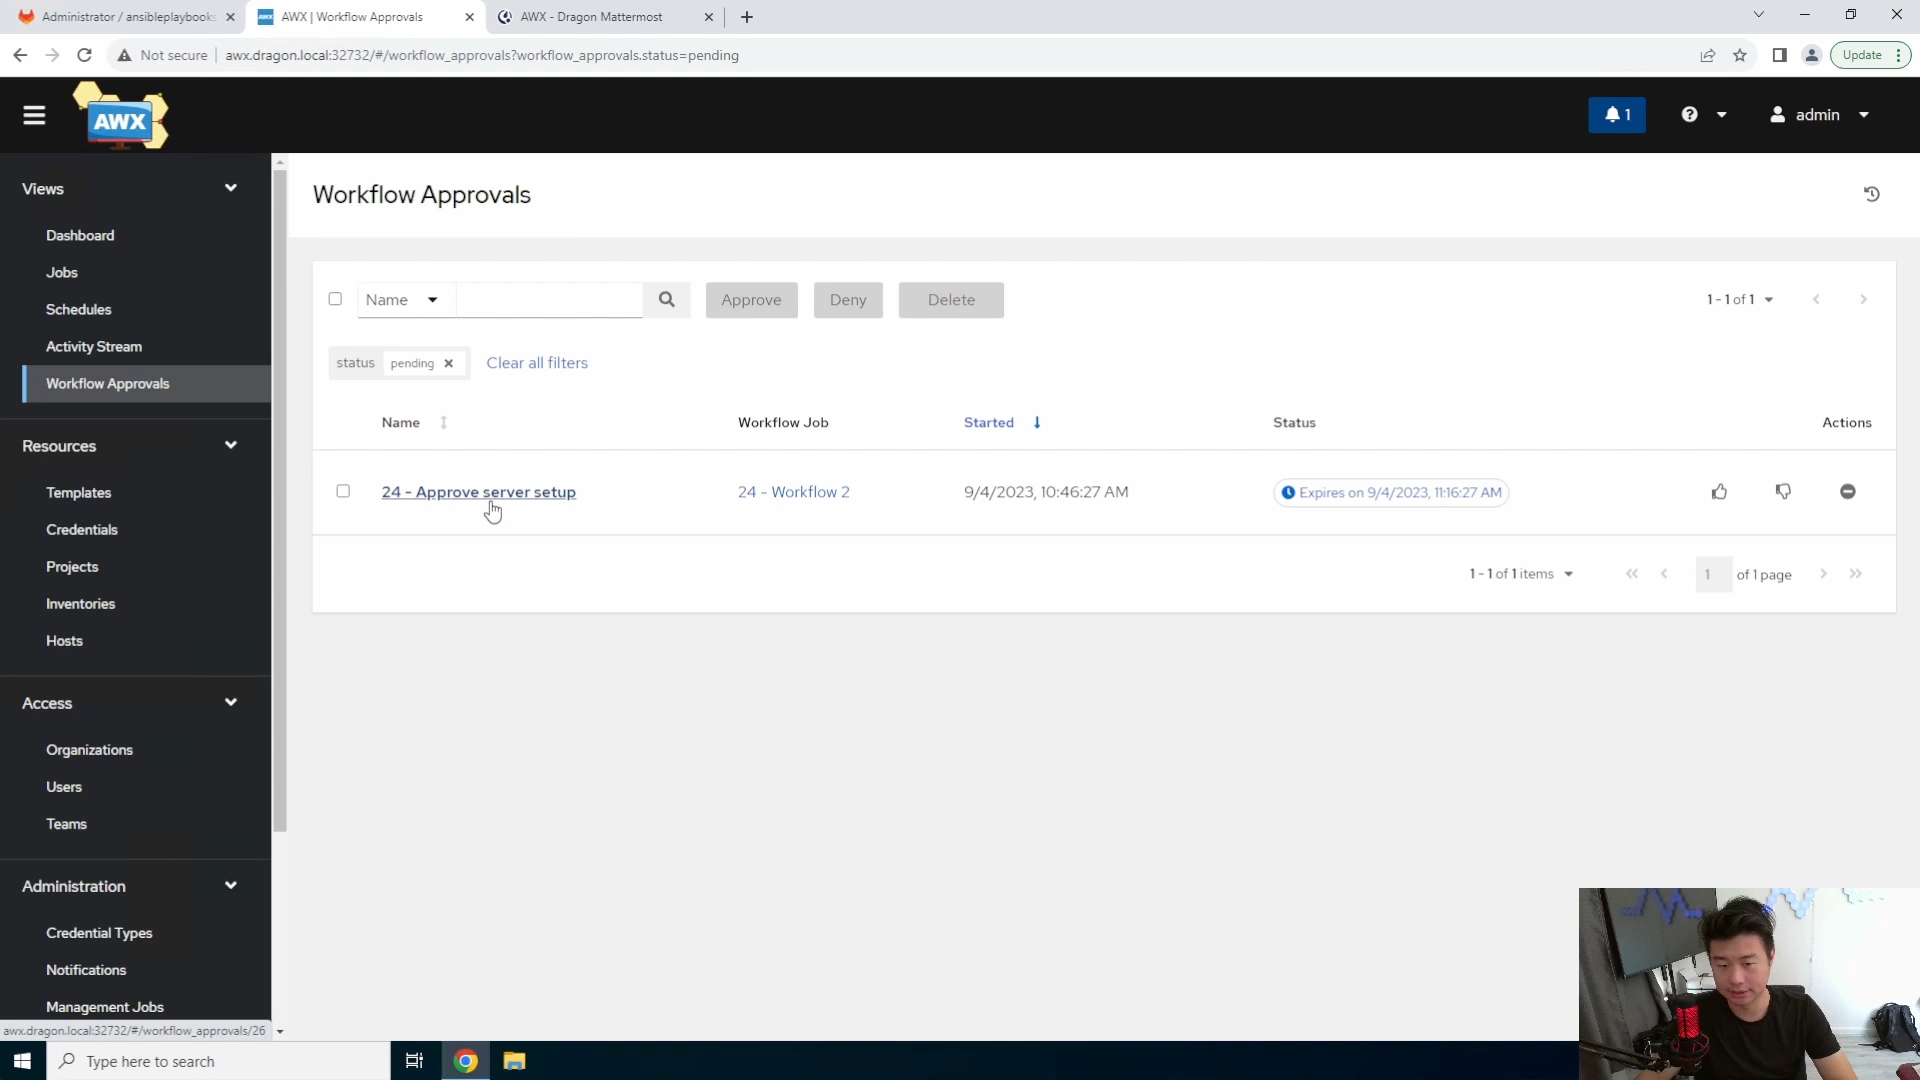 Administrator / ansibleplaybooks
AWX | Workflow Approvals
AWX - Dragon Mattermost
Not secure
awx.dragon.local:32732/#/workflow_approvals?workflow_approvals.status=pending
Update
AWX
1
admin
Views
Dashboard
Jobs
Schedules
Activity Stream
Workflow Approvals
Resources
Templates
Credentials
Projects
Inventories
Hosts
Access
Organizations
Users
Teams
Administration
Credential Types
Notifications
Management Jobs
Workflow Approvals
Name
Approve
Deny
Delete
1 - 1 of 1
status
pending
Clear all filters
Name
Workflow Job
Started
Status
Actions
24 - Approve server setup
24 - Workflow 2
9/4/2023, 10:46:27 AM
Expires on 9/4/2023, 11:16:27 AM
1 - 1 of 1 items
1
of 1 page
awx.dragon.local:32732/#/workflow_approvals/26
Type here to search